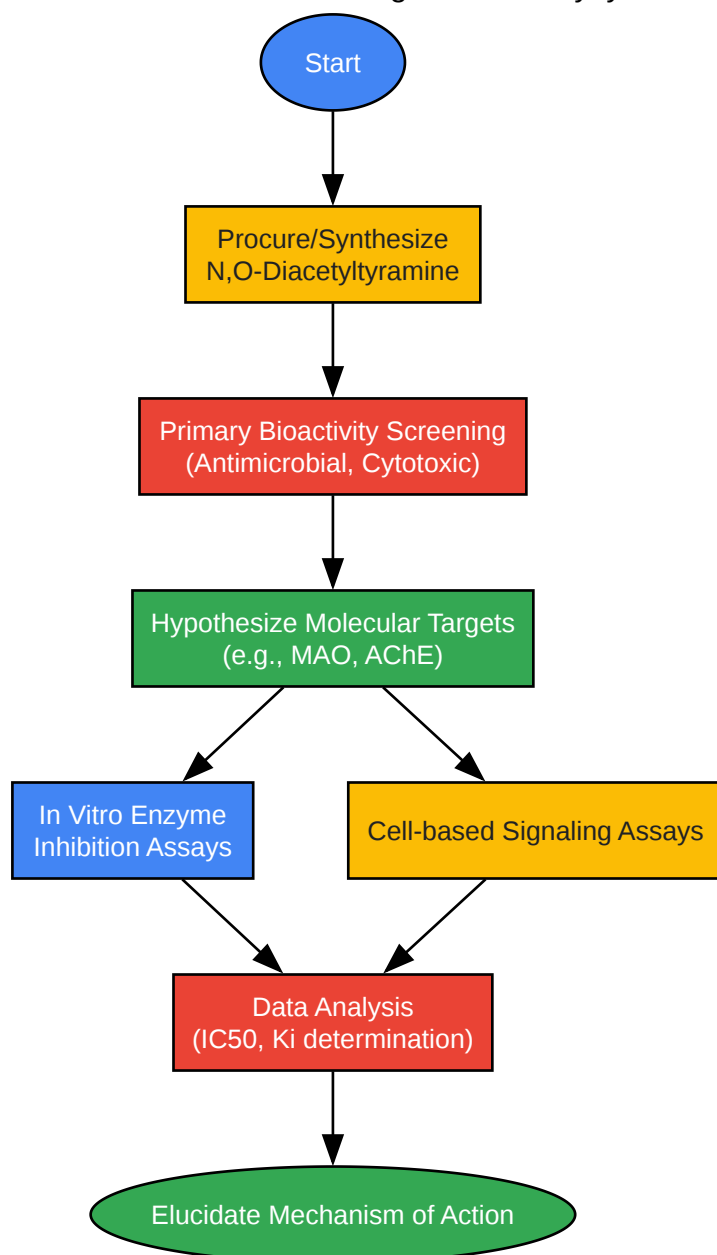 Start
Procure/Synthesize
N,O-Diacetyltyramine
Primary Bioactivity Screening
(Antimicrobial, Cytotoxic)
Hypothesize Molecular Targets
(e.g., MAO, AChE)
In Vitro Enzyme
Inhibition Assays
Cell-based Signaling Assays
Data Analysis
(IC50, Ki determination)
Elucidate Mechanism of Action